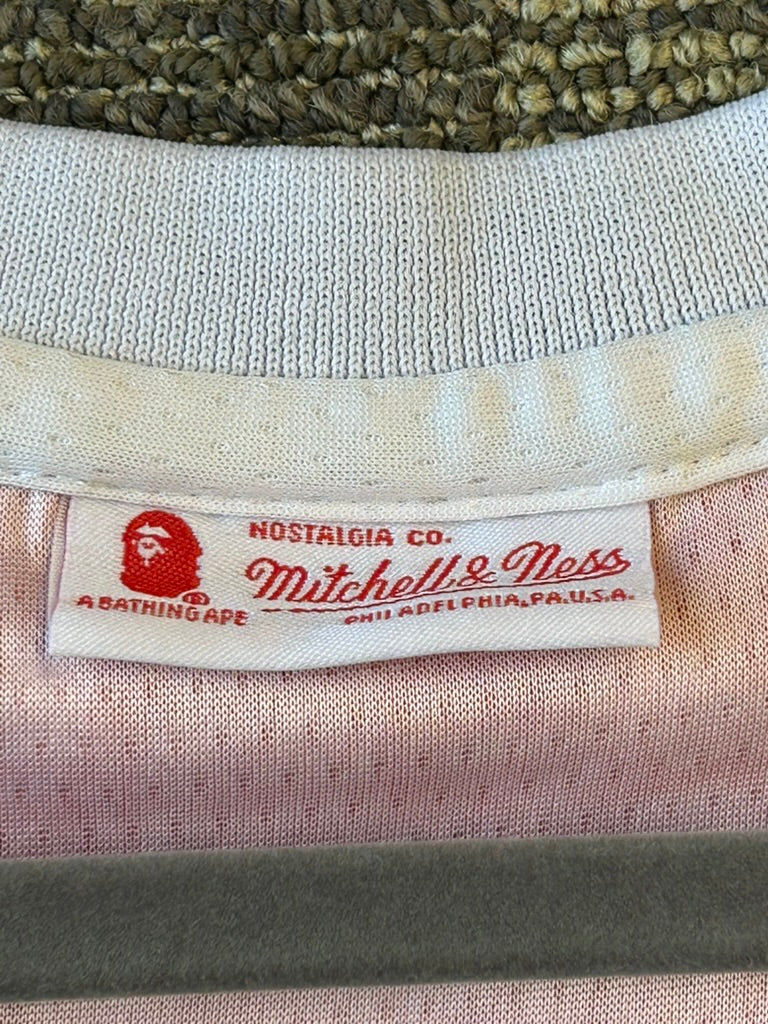 NOSTALGIA CO.
Mitchell & Ness
PHILADELPHIA, PA. U.S.A.
A BATHING APE ®